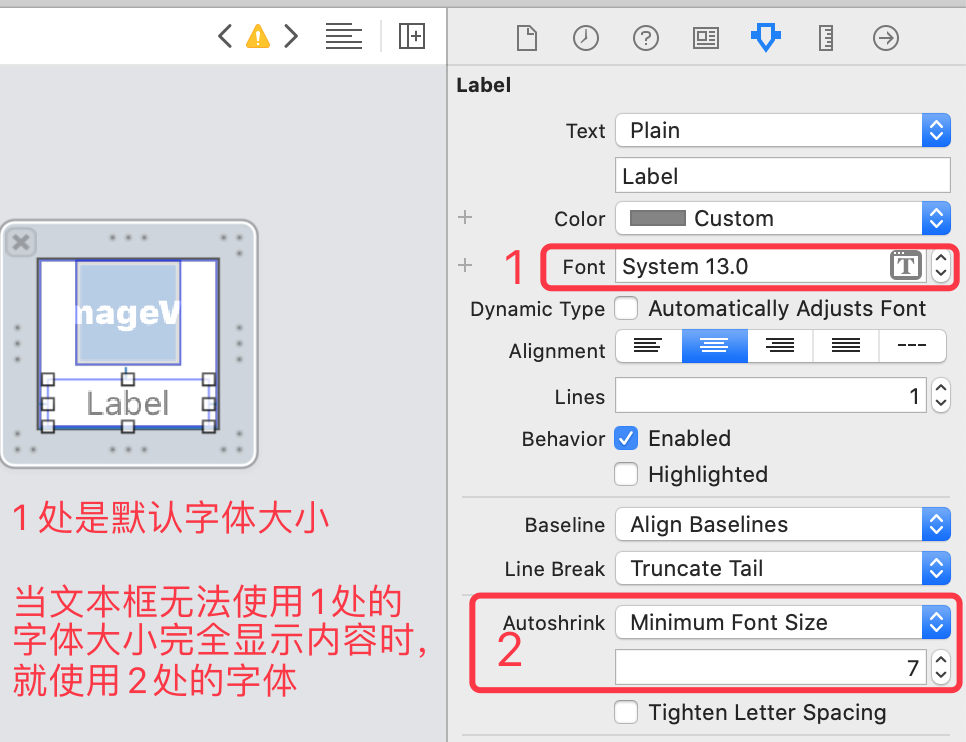 Label
Text Plain
Label
Color Custom
1 Font System 13.0 T
Dynamic Type Automatically Adjusts Font
Alignment
Lines 1
Behavior Enabled
Highlighted
Baseline Align Baselines
Line Break Truncate Tail
Autoshrink Minimum Font Size
2
7
Tighten Letter Spacing
nageV
Label
1 处是默认字体大小
当文本框无法使用1处的
字体大小完全显示内容时，
就使用2处的字体